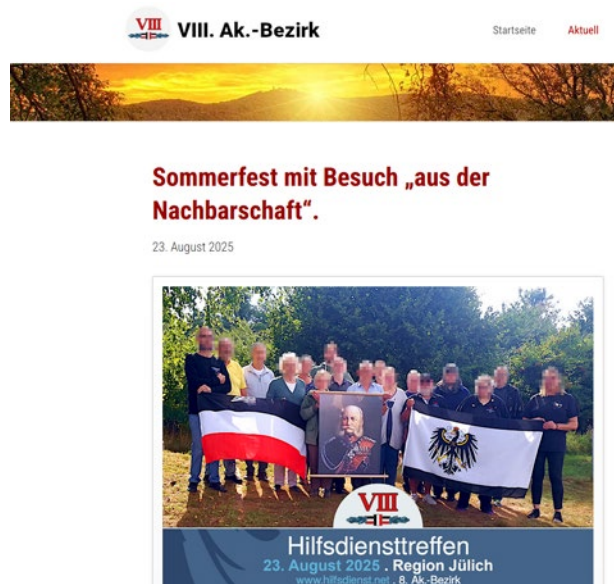 VIII
VIII. Ak.-Bezirk
Startseite
Aktuell
Sommerfest mit Besuch „aus der
Nachbarschaft“.
23. August 2025
VIII
Hilfsdiensttreffen
23. August 2025 . Region Jülich
www.hilfsdienst.net . 8. Ak.-Bezirk